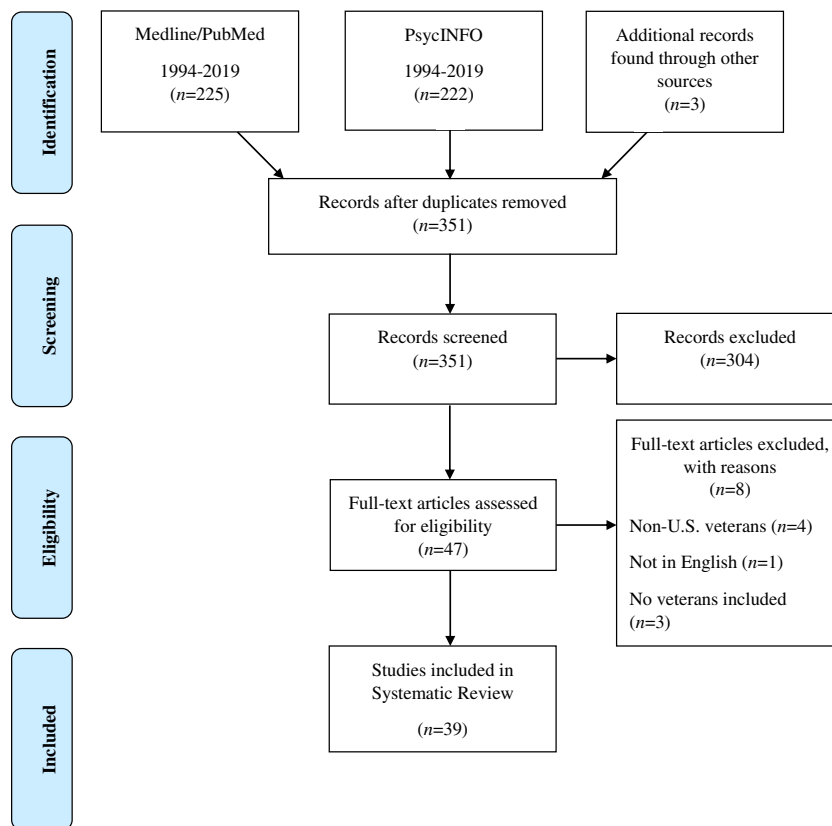 Identification
Medline/PubMed
1994-2019
(n=225)
PsycINFO
1994-2019
(n=222)
Additional records
found through other
sources
(n=3)
Records after duplicates removed
(n=351)
Screening
Records screened
(n=351)
Records excluded
(n=304)
Eligibility
Full-text articles assessed
for eligibility
(n=47)
Full-text articles excluded,
with reasons
(n=8)
Non-U.S. veterans (n=4)
Not in English (n=1)
No veterans included
(n=3)
Included
Studies included in
Systematic Review
(n=39)